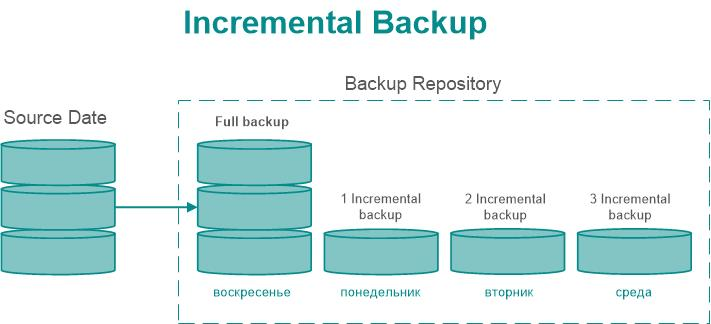 Incremental Backup
Backup Repository
Source Date
Full backup
1 Incremental
backup
2 Incremental
backup
3 Incremental
backup
воскресенье
понедельник
вторник
среда